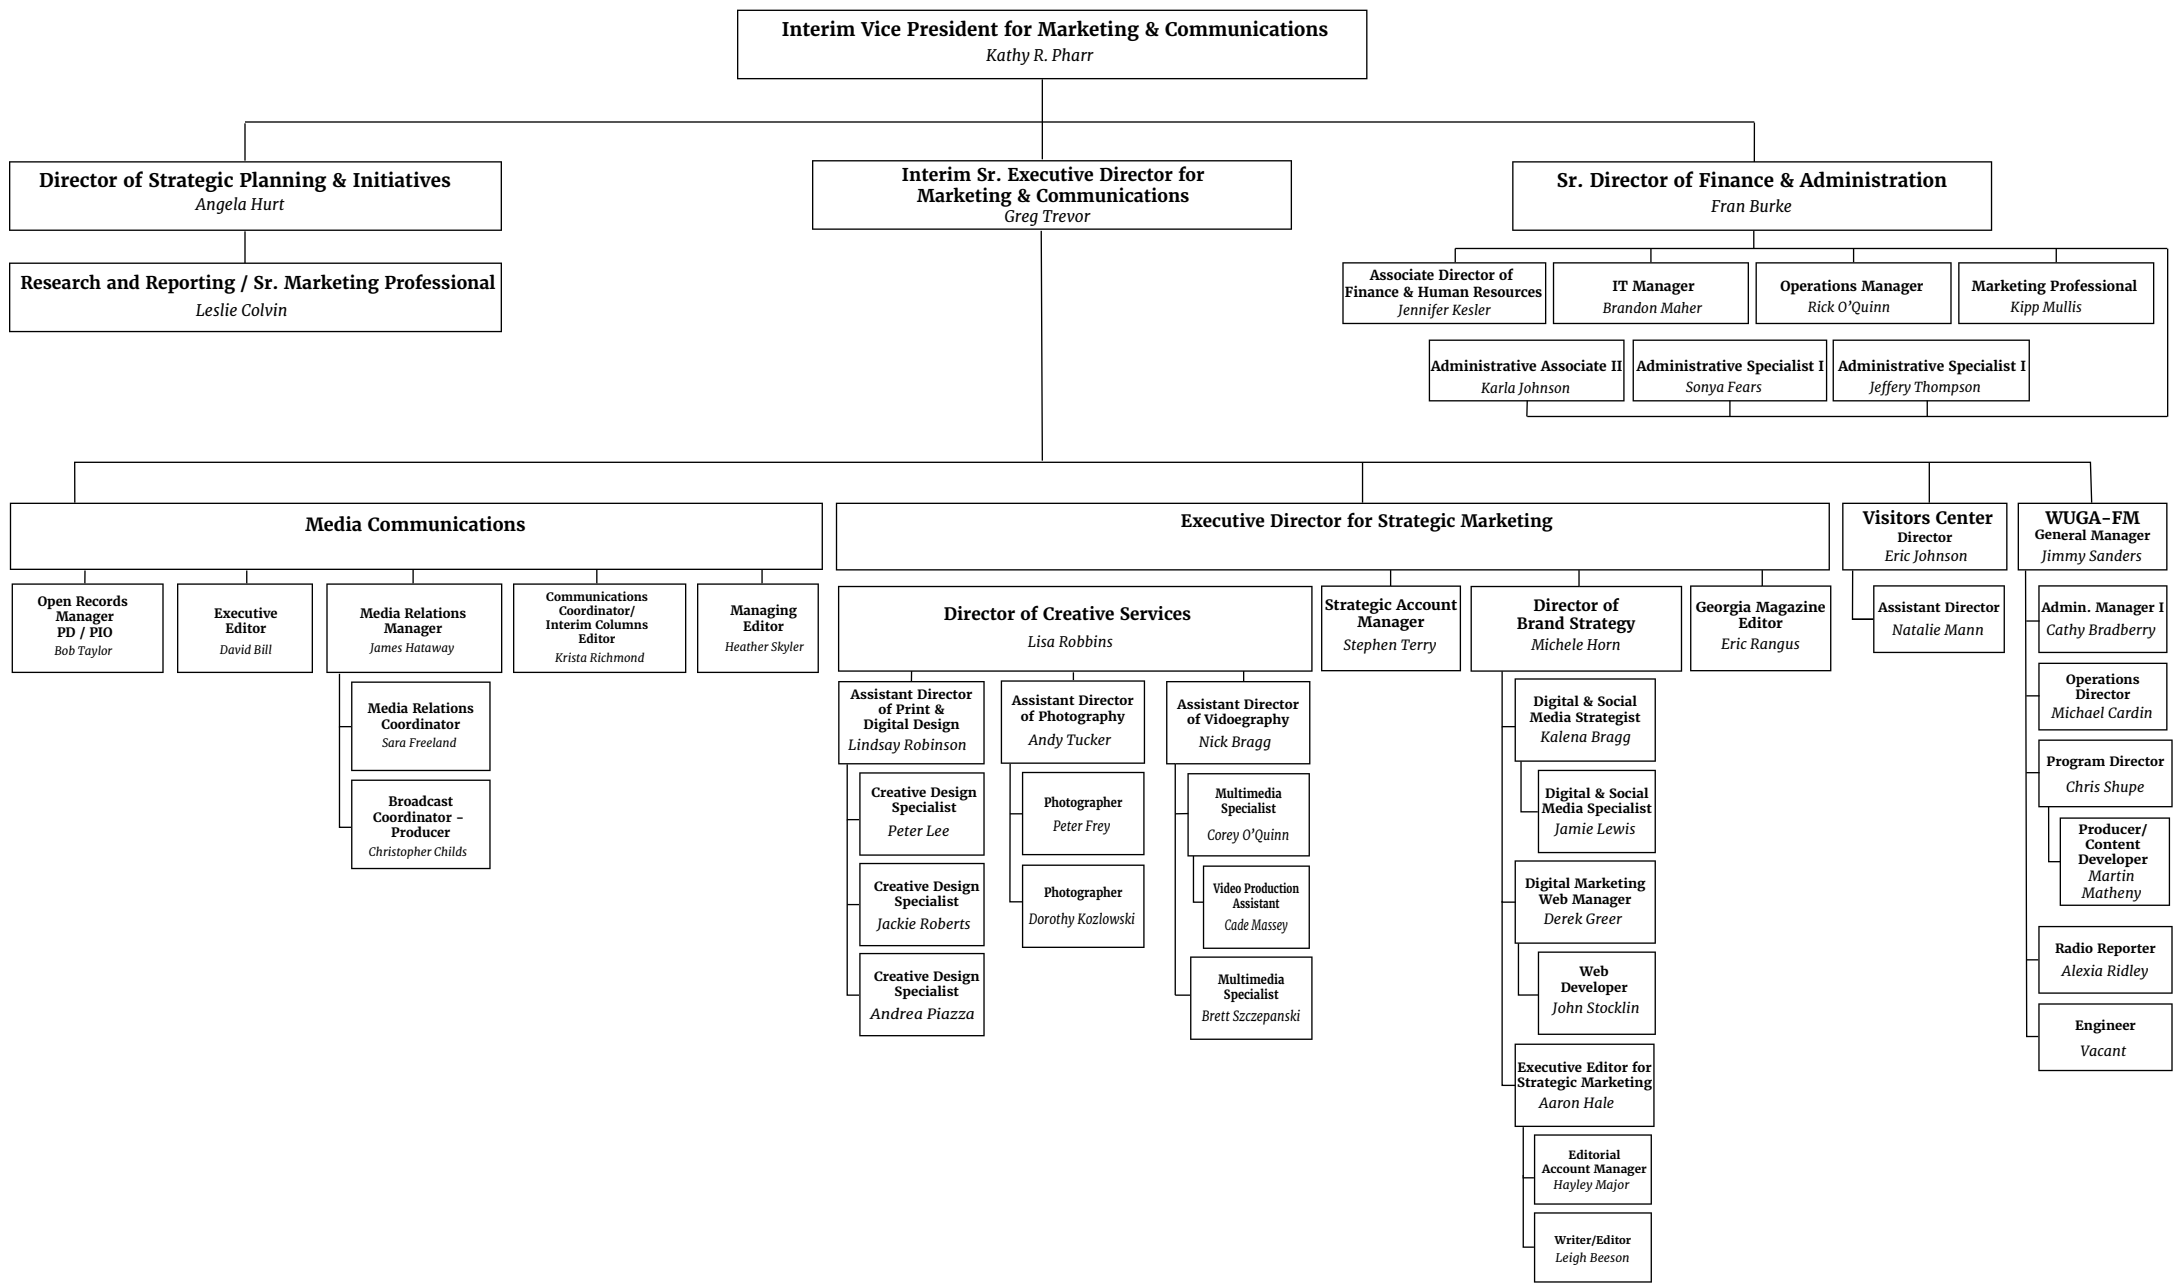 Interim Vice President for Marketing & Communications
Kathy R. Pharr
Director of Strategic Planning & Initiatives
Angela Hurt
Interim Sr. Executive Director for
Marketing & Communications
Greg Trevor
Sr. Director of Finance & Administration
Fran Burke
Research and Reporting / Sr. Marketing Professional
Leslie Colvin
Associate Director of
Finance & Human Resources
Jennifer Kesler
IT Manager
Brandon Maher
Operations Manager
Rick O’Quinn
Marketing Professional
Kipp Mullis
Administrative Associate II
Karla Johnson
Administrative Specialist I
Sonya Fears
Administrative Specialist I
Jeffery Thompson
Media Communications
Executive Director for Strategic Marketing
Visitors Center
Director
Eric Johnson
WUGA-FM
General Manager
Jimmy Sanders
Open Records
Manager
PD / PIO
Bob Taylor
Executive
Editor
David Bill
Media Relations
Manager
James Hataway
Communications
Coordinator/
Interim Columns
Editor
Krista Richmond
Managing
Editor
Heather Skyler
Media Relations
Coordinator
Sara Freeland
Broadcast
Coordinator -
Producer
Christopher Childs
Director of Creative Services
Lisa Robbins
Strategic Account
Manager
Stephen Terry
Director of
Brand Strategy
Michele Horn
Georgia Magazine
Editor
Eric Rangus
Assistant Director
of Print &
Digital Design
Lindsay Robinson
Creative Design
Specialist
Peter Lee
Creative Design
Specialist
Jackie Roberts
Creative Design
Specialist
Andrea Piazza
Assistant Director
of Photography
Andy Tucker
Photographer
Peter Frey
Photographer
Dorothy Kozlowski
Assistant Director
of Vidoegraphy
Nick Bragg
Multimedia
Specialist
Corey O’Quinn
Video Production
Assistant
Cade Massey
Multimedia
Specialist
Brett Szczepanski
Digital & Social
Media Strategist
Kalena Bragg
Digital & Social
Media Specialist
Jamie Lewis
Digital Marketing
Web Manager
Derek Greer
Web
Developer
John Stocklin
Executive Editor for
Strategic Marketing
Aaron Hale
Editorial
Account Manager
Hayley Major
Writer/Editor
Leigh Beeson
Assistant Director
Natalie Mann
Admin. Manager I
Cathy Bradberry
Operations
Director
Michael Cardin
Program Director
Chris Shupe
Producer/
Content
Developer
Martin
Matheny
Radio Reporter
Alexia Ridley
Engineer
Vacant